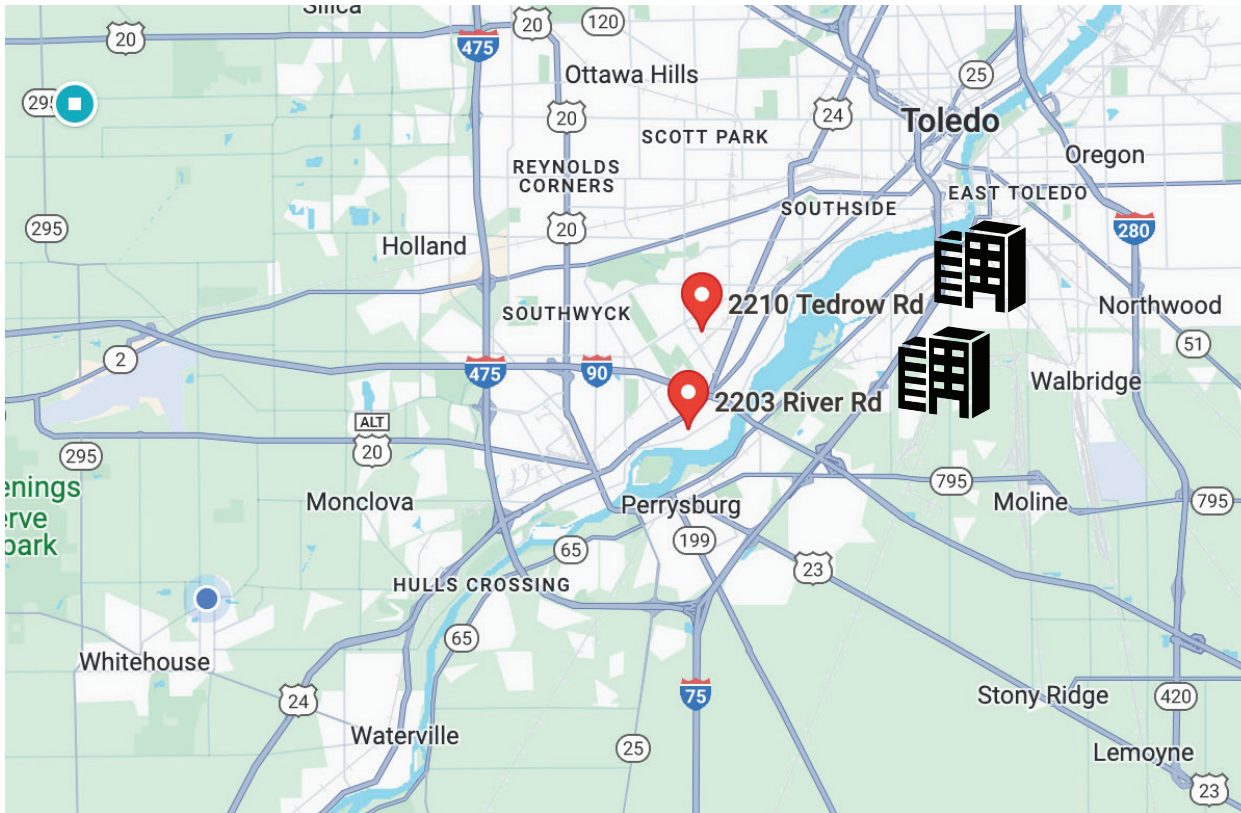 Silica
20
20
120
475
25
Ottawa Hills
295
20
24
Toledo
SCOTT PARK
Oregon
REYNOLDS
CORNERS
EAST TOLEDO
SOUTHSIDE
295
20
280
Holland
2210 Tedrow Rd
Northwood
SOUTHWYCK
51
2
475
90
Walbridge
2203 River Rd
ALT
20
295
enings
erve
park
795
Monclova
Perrysburg
Moline
795
65
199
HULLS CROSSING
23
65
Whitehouse
24
75
Stony Ridge
420
Waterville
25
Lemoyne
23